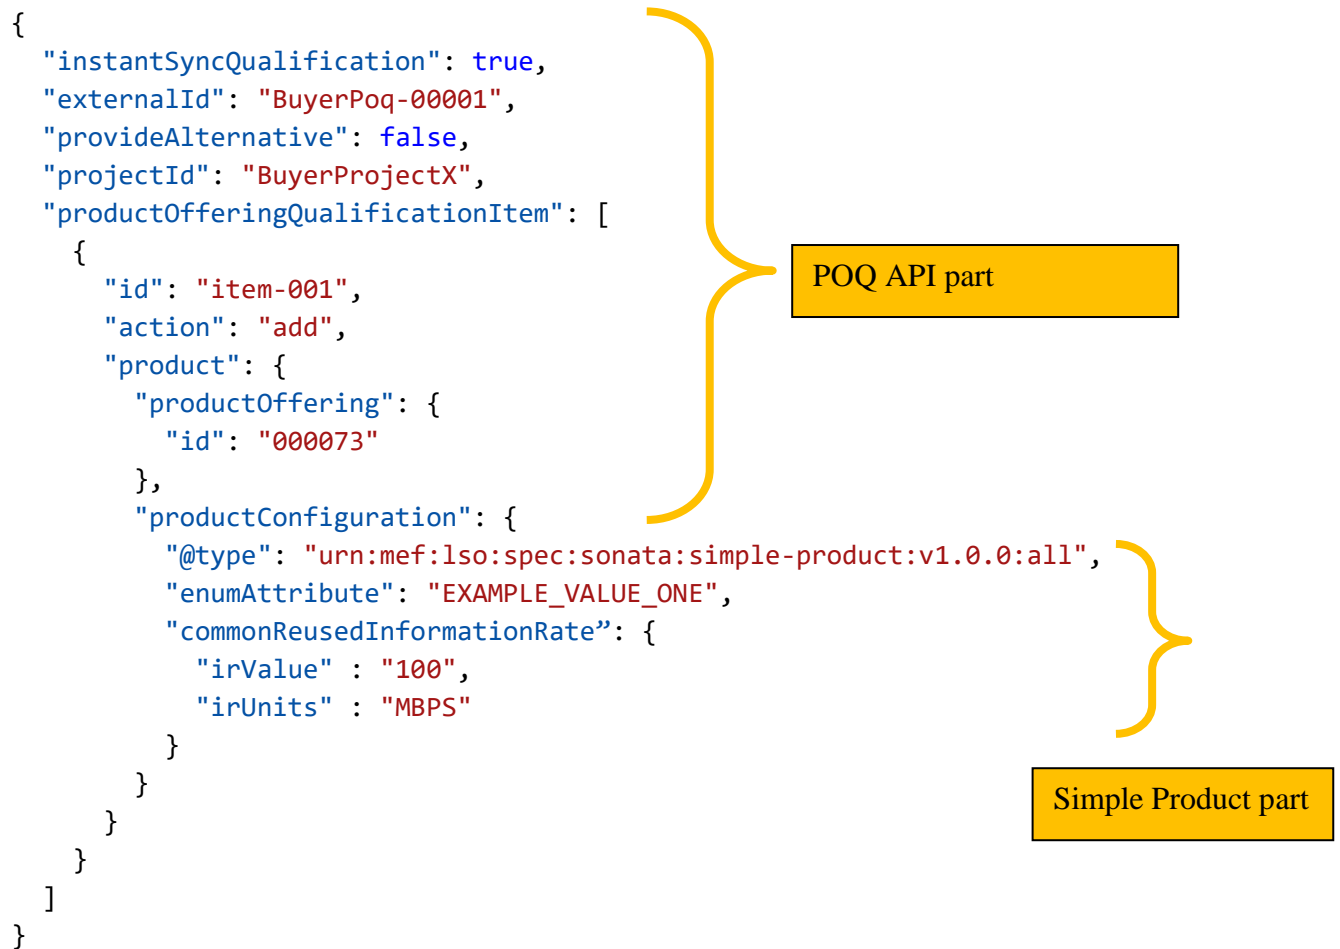 {
  "instantSyncQualification": true,
  "externalId": "BuyerPoq-00001",
  "provideAlternative": false,
  "projectId": "BuyerProjectX",
  "productOfferingQualificationItem": [
    {
      "id": "item-001",
      "action": "add",
      "product": {
        "productOffering": {
          "id": "000073"
        },
        "productConfiguration": {
          "@type": "urn:mef:lso:spec:sonata:simple-product:v1.0.0:all",
          "enumAttribute": "EXAMPLE_VALUE_ONE",
          "commonReusedInformationRate”: {
            "irValue" : "100",
            "irUnits" : "MBPS"
          }
        }
      }
    }
  ]
}
POQ API part
Simple Product part